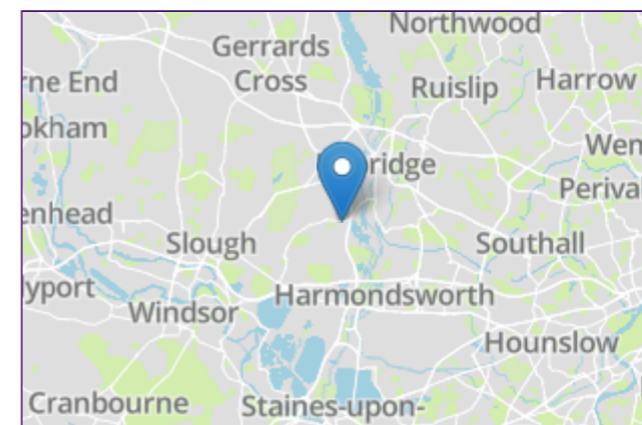 Northwood
Gerrards
Cross
Ruislip
Harrow
rne End
okham
Wem
ridge
Periva
enhead
Slough
Southall
yport
Harmondsworth
Windsor
Hounslow
Cranbourne
Staines-upon-